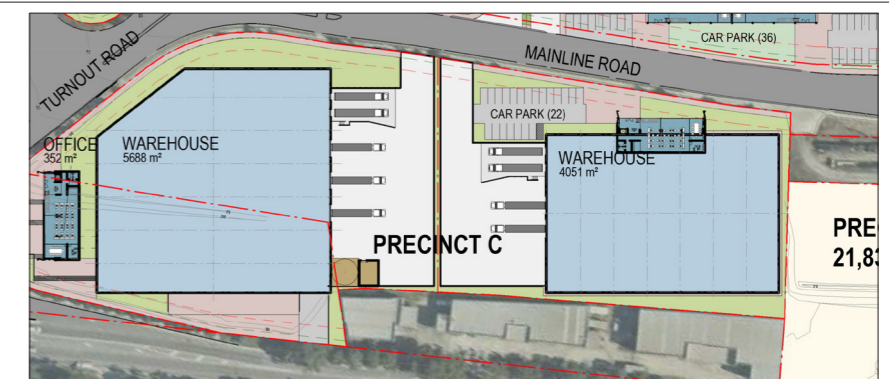 CAR PARK (36)
MAINLINE ROAD
TURNOUT ROAD
CAR PARK (22)
OFFICE
352 m²
WAREHOUSE
5688 m²
WAREHOUSE
4051 m²
PRECINCT C
PRE
21,83